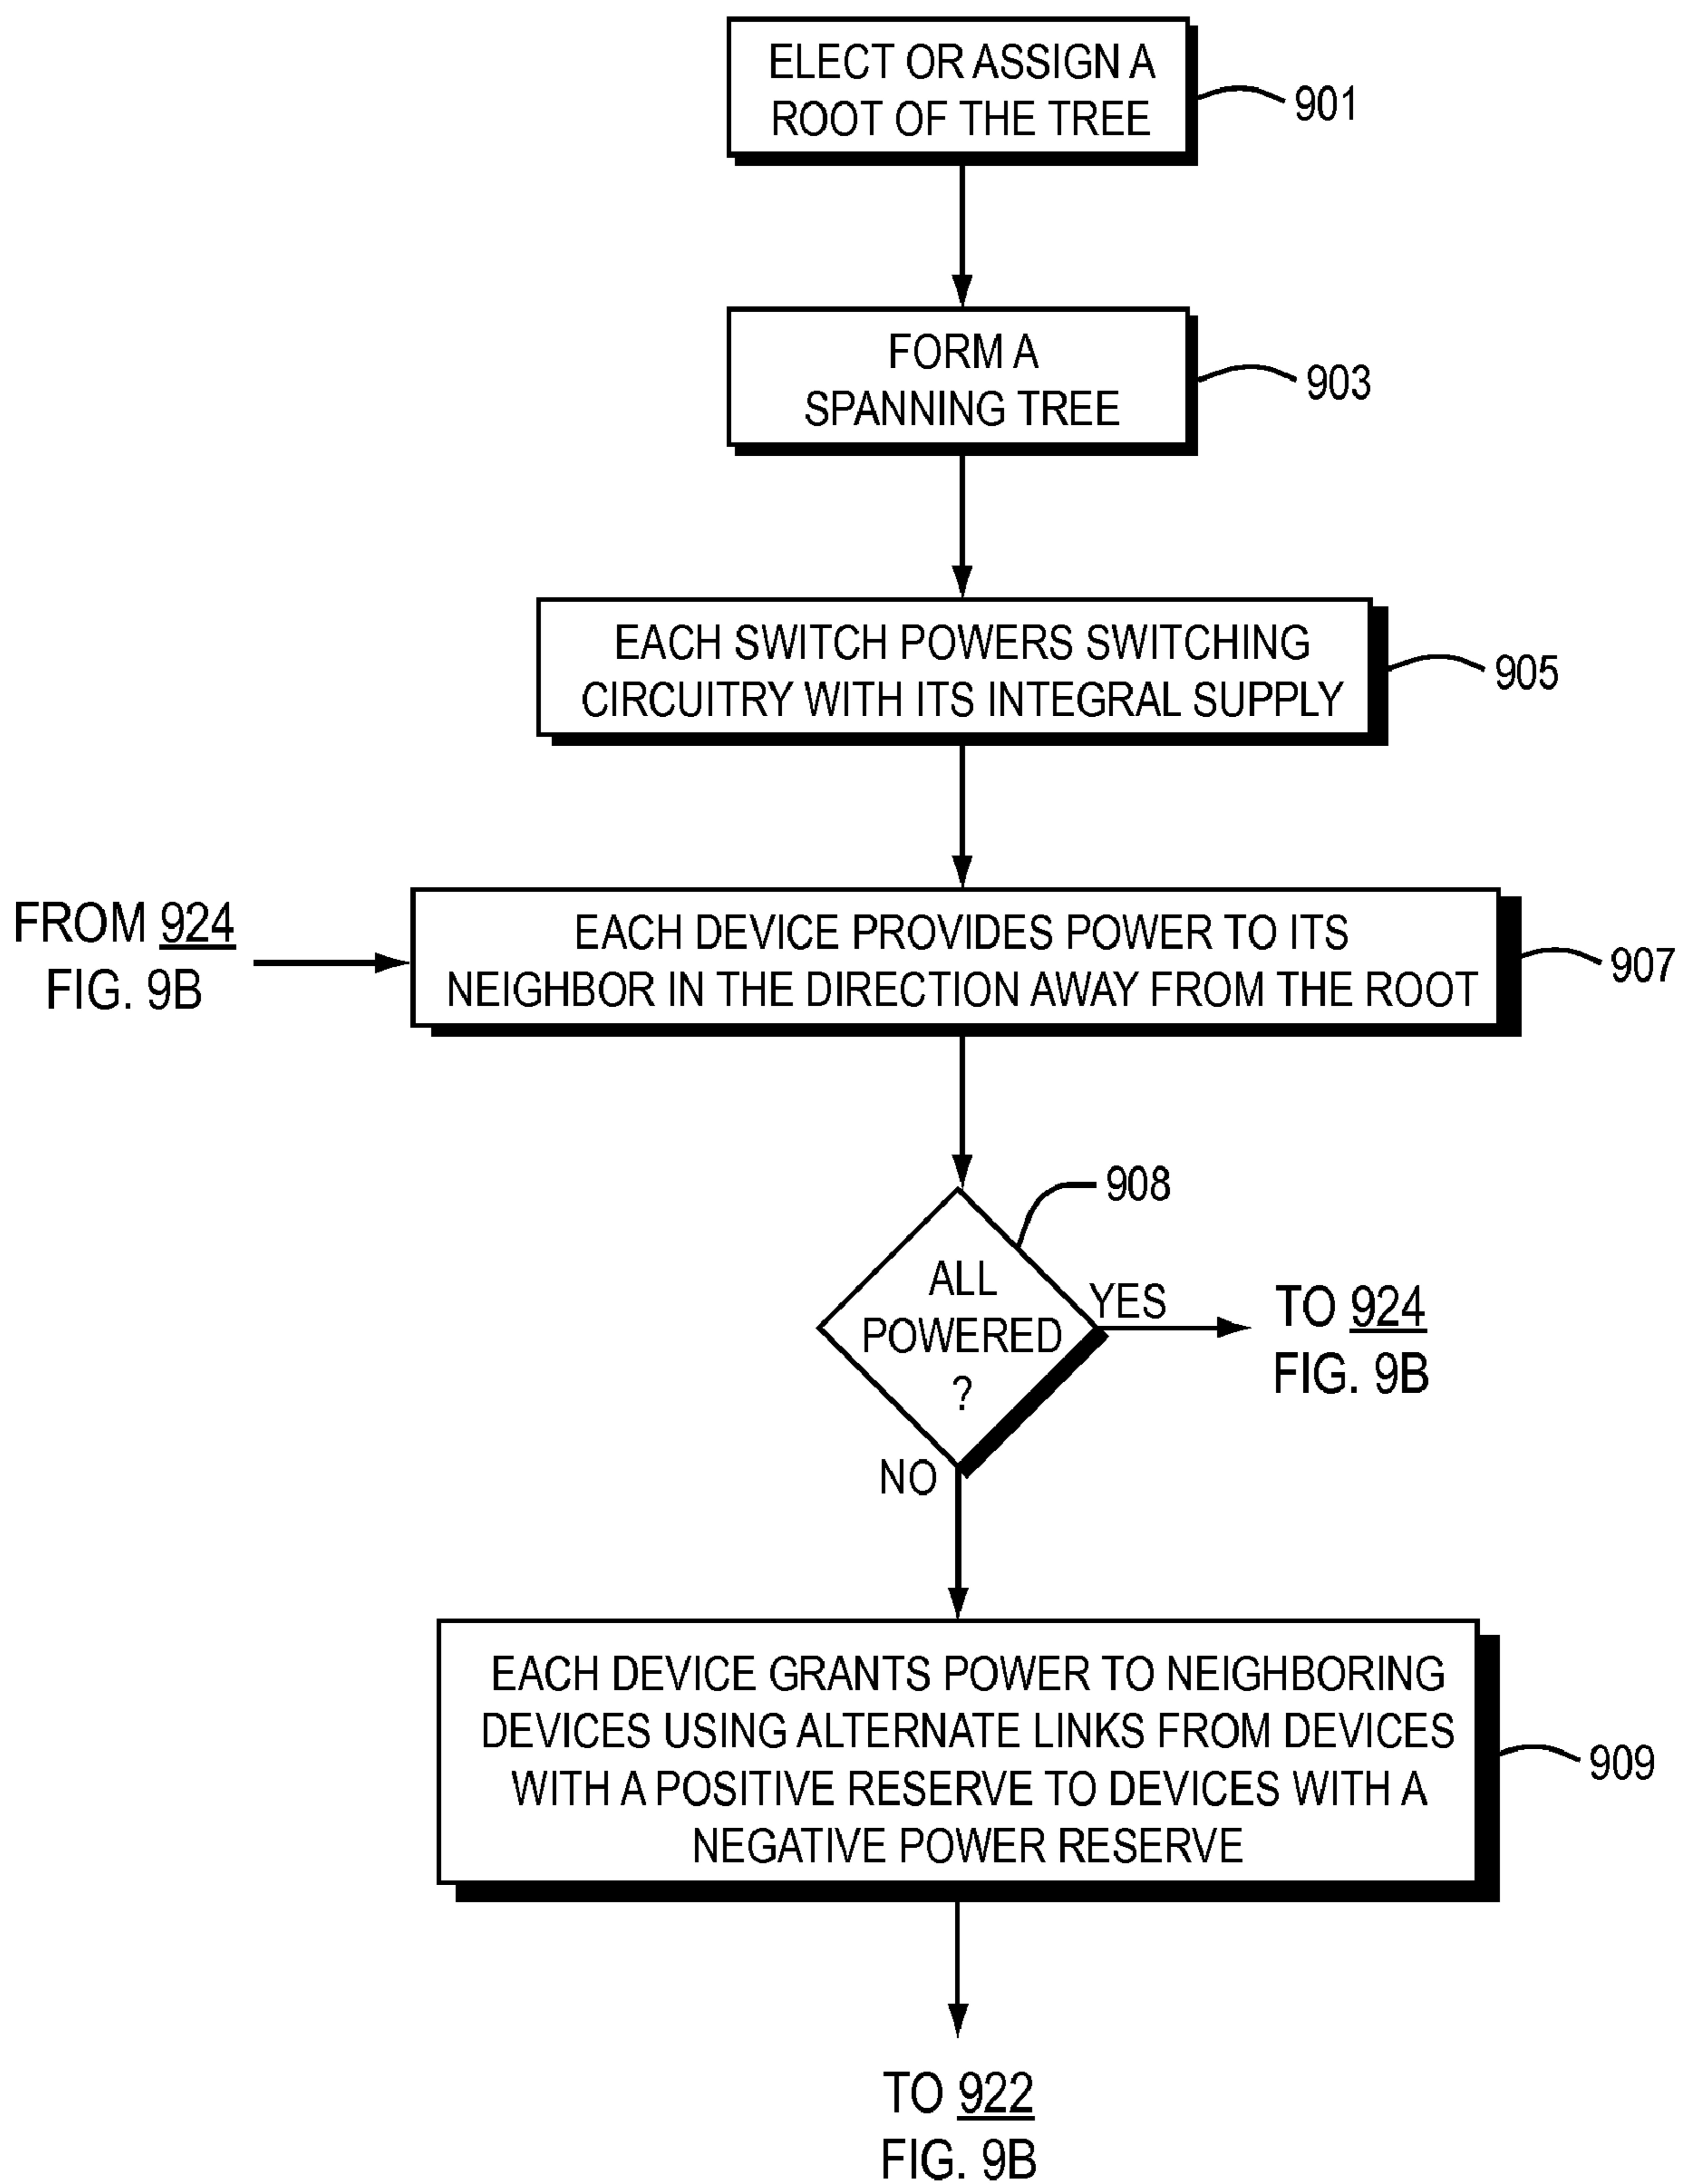 ELECT OR ASSIGN A
ROOT OF THE TREE
901
FORM A
SPANNING TREE
903
EACH SWITCH POWERS SWITCHING
CIRCUITRY WITH ITS INTEGRAL SUPPLY
905
FROM 924
FIG. 9B
EACH DEVICE PROVIDES POWER TO ITS
NEIGHBOR IN THE DIRECTION AWAY FROM THE ROOT
907
908
ALL
POWERED
?
YES
TO 924
FIG. 9B
NO
EACH DEVICE GRANTS POWER TO NEIGHBORING
DEVICES USING ALTERNATE LINKS FROM DEVICES
WITH A POSITIVE RESERVE TO DEVICES WITH A
NEGATIVE POWER RESERVE
909
TO 922
FIG. 9B